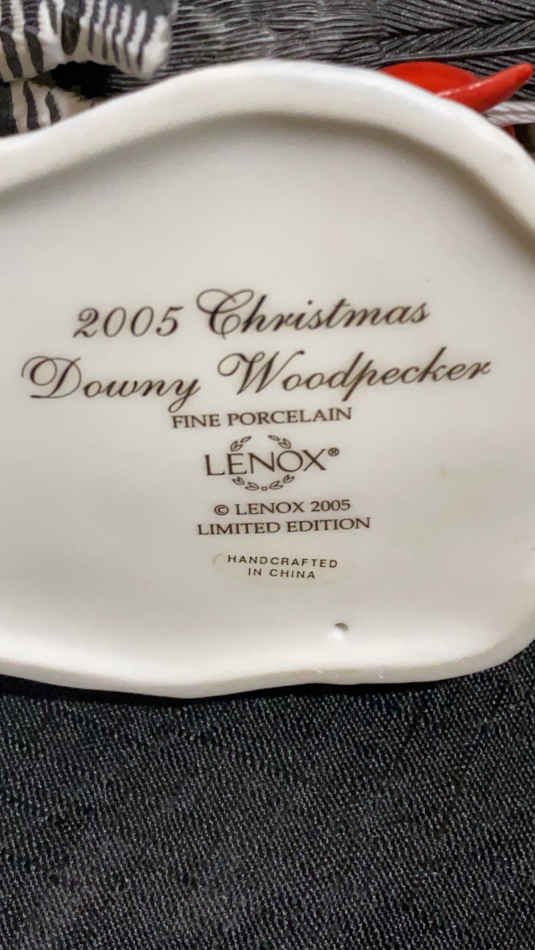 2005 Christmas
Downy Woodpecker
FINE PORCELAIN
LENOX®
© LENOX 2005
LIMITED EDITION
HANDCRAFTED
IN CHINA